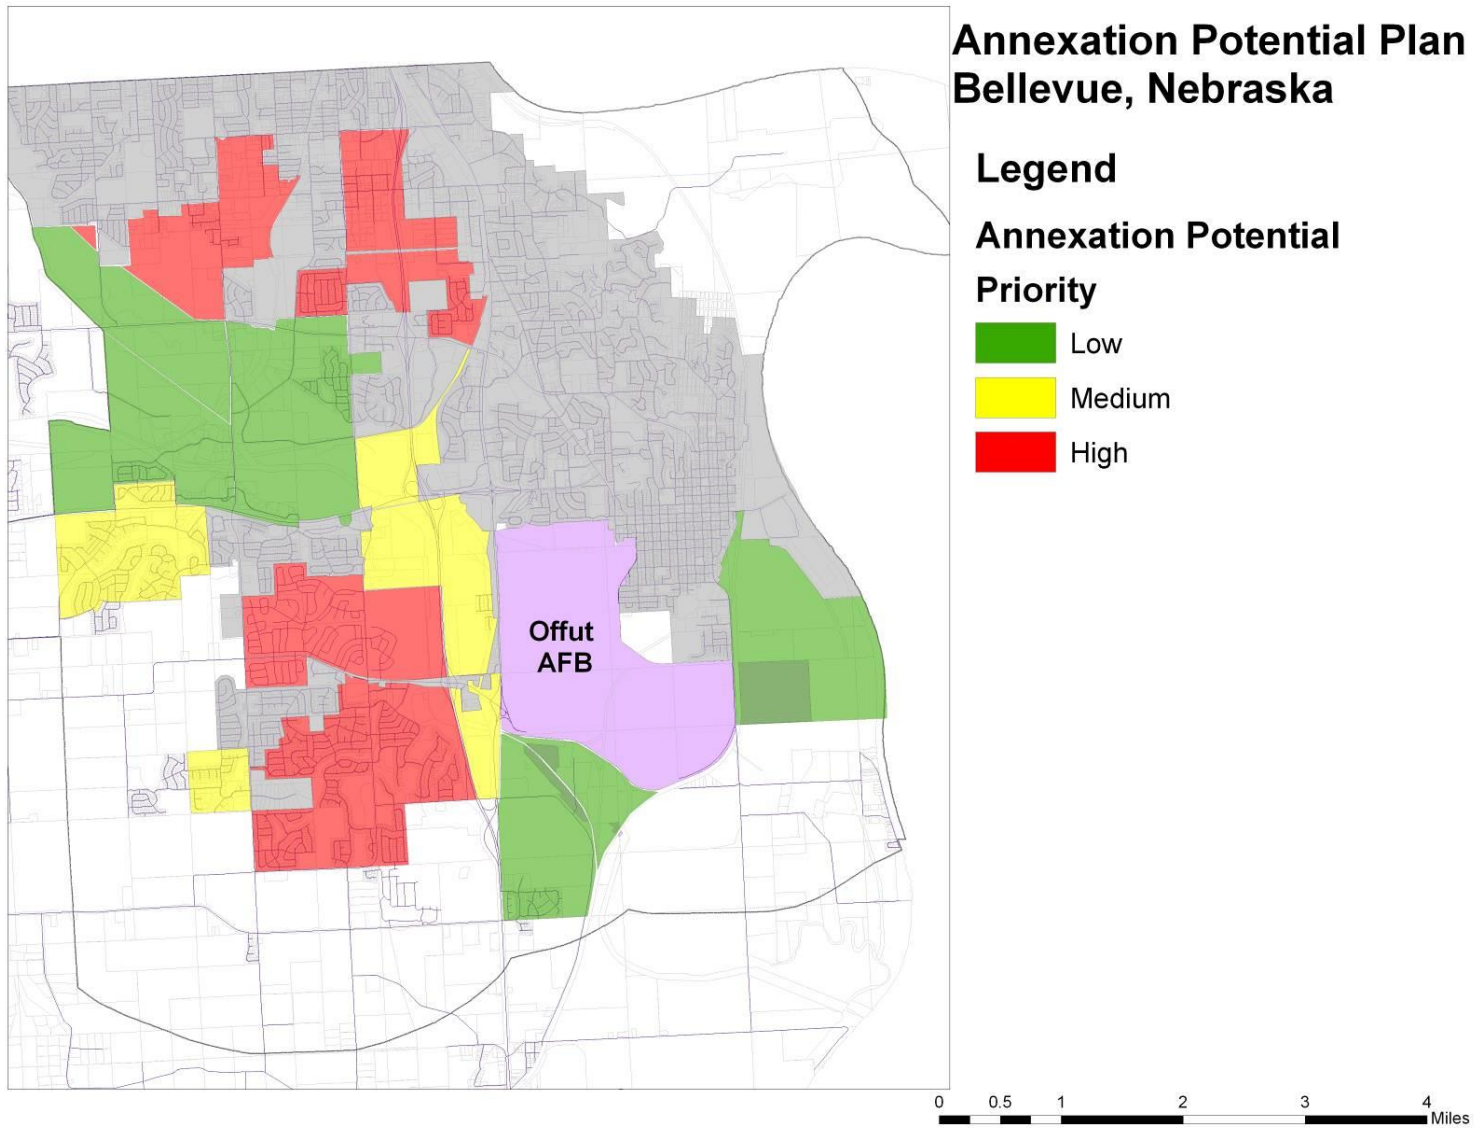 Annexation Potential Plan
Bellevue, Nebraska
Legend
Annexation Potential
Priority
Low
Medium
High
Offut
AFB
0 0.5 1 2 3 4
Miles